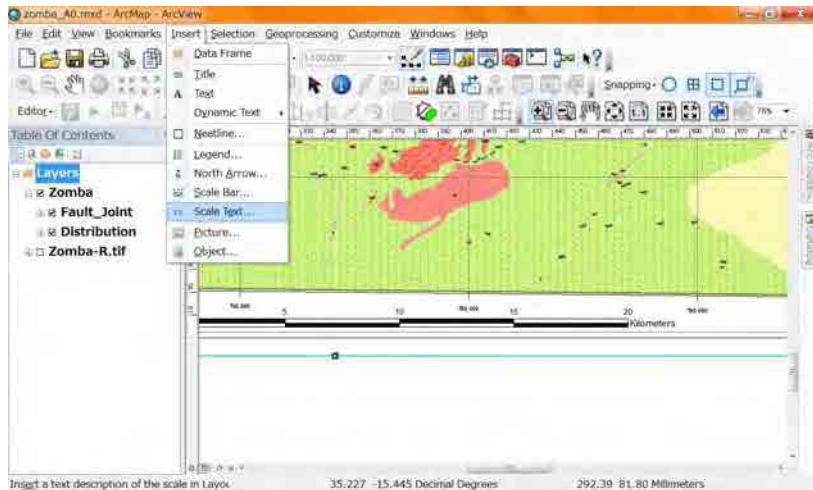 zomba_A0.mxd - ArcMap - ArcView
File Edit View Bookmarks Insert Selection Geoprocessing Customize Windows Help
Data Frame
Title
Text
Dynamic Text
Neatline...
Legend...
North Arrow...
Scale Bar...
Scale Text...
Picture...
Object...
Snapping
Editor
76%
Table Of Contents
Layers
Zomba
Fault_Joint
Distribution
Zomba-R.tif
5 10 15 20
Kilometers
Insert a text description of the scale in Layou
35.227 -15.445 Decimal Degrees
292.39 81.80 Millimeters